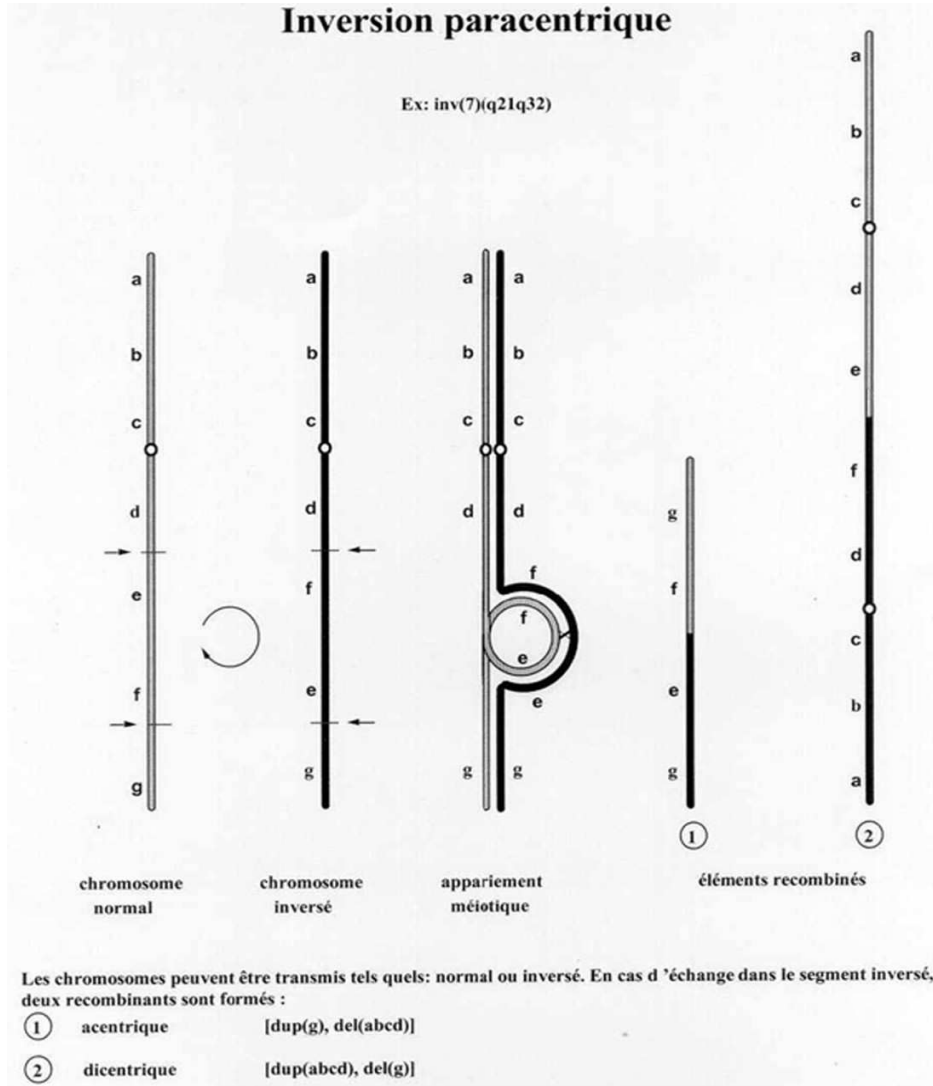 Inversion paracentrique
Ex: inv(7)(q21q32)
a
b
c
d
e
f
g
a
b
c
d
f
e
g
a a
b b
c c
d d
f
f
e
e
g g
g
f
e
g
a
b
c
d
e
f
d
c
b
a
1
2
chromosome
normal
chromosome
inversé
appariement
méiotique
éléments recombinés
Les chromosomes peuvent être transmis tels quels: normal ou inversé. En cas d ’échange dans le segment inversé,
deux recombinants sont formés :
1 acentrique [dup(g), del(abcd)]
2 dicentrique [dup(abcd), del(g)]